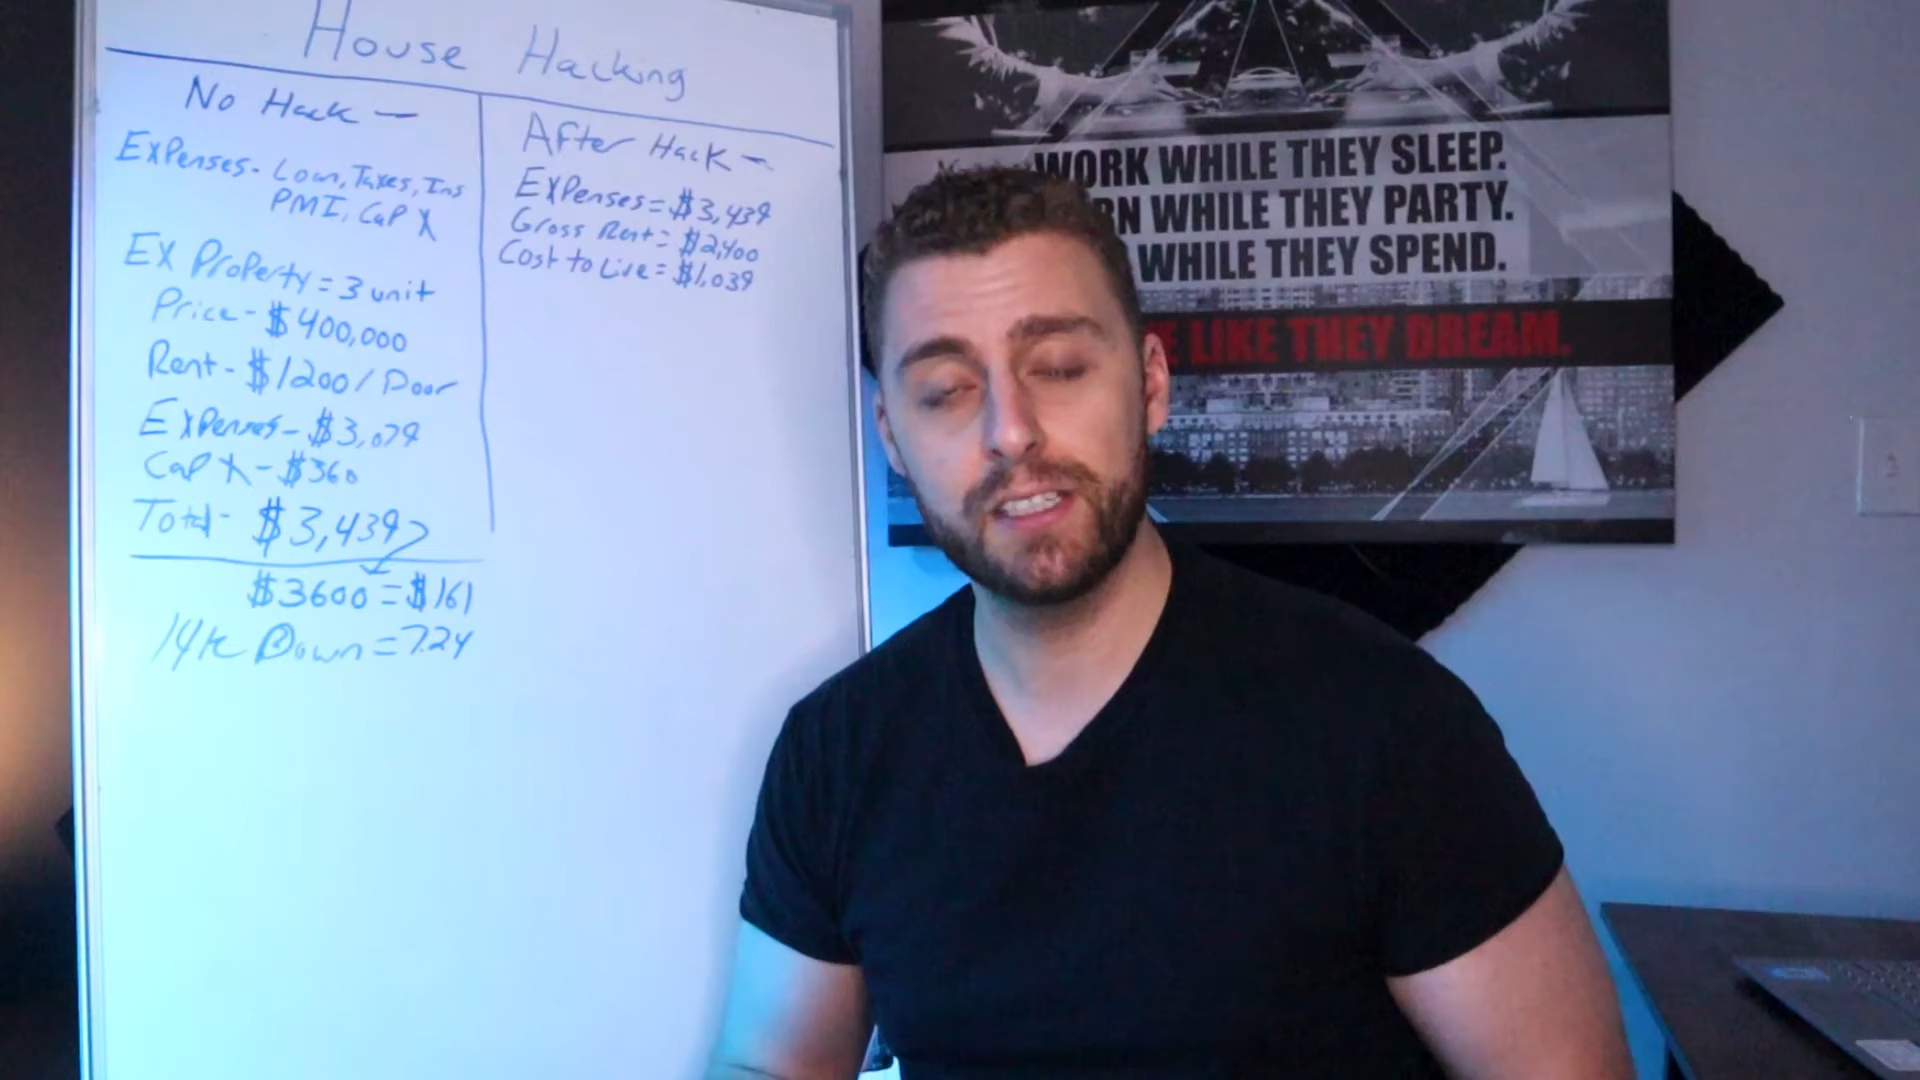 House Hacking
No Hack -
Expenses - Loan, Taxes, Ins
PMI, Cap X
Ex Property = 3 unit
Price - $400,000
Rent - $1200 / Door
Expenses - $3,079
Cap X - $360
Total - $3,439
$3600 = $161
14k Down = 7.24
After Hack -
Expenses = $3,439
Gross Rent = $2,400
Cost to Live = $1,039
WORK WHILE THEY SLEEP.
WHILE THEY PARTY.
WHILE THEY SPEND.
LIKE THEY DREAM.